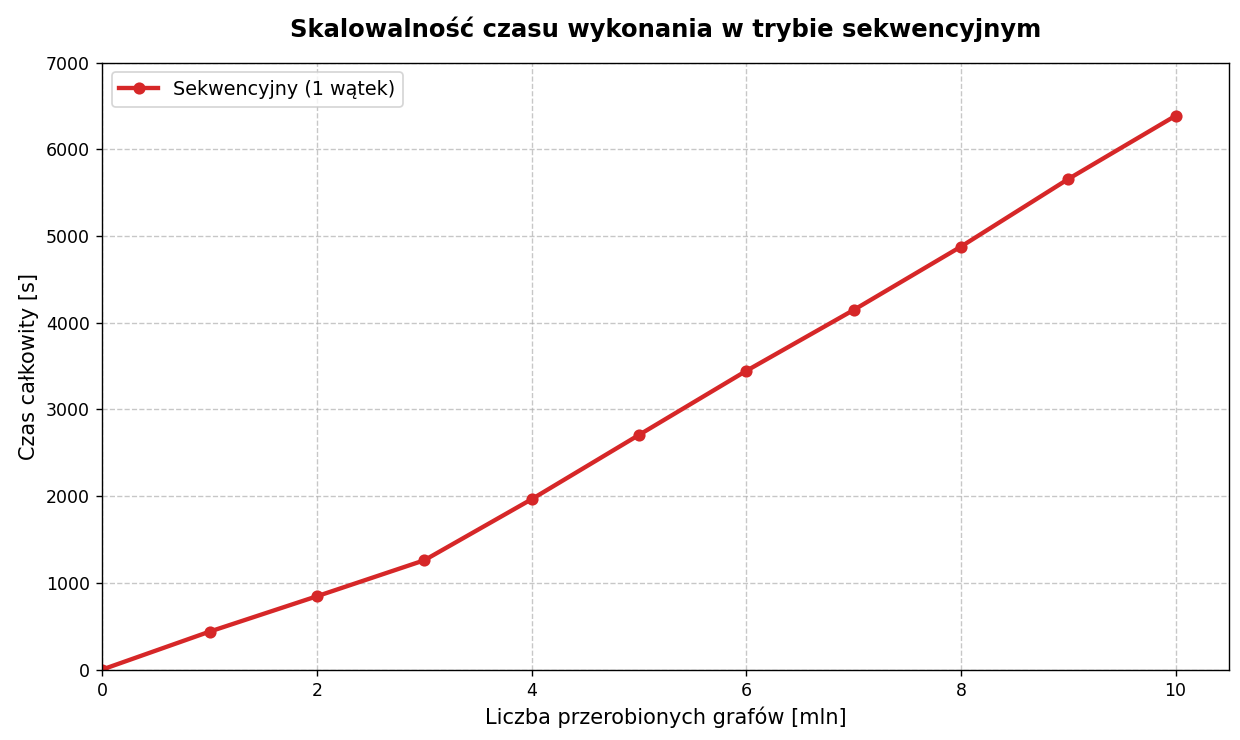 Skalowalność czasu wykonania w trybie sekwencyjnym
Sekwencyjny (1 wątek)
Czas całkowity [s]
7000
6000
5000
4000
3000
2000
1000
0
0 2 4 6 8 10
Liczba przerobionych grafów [mln]